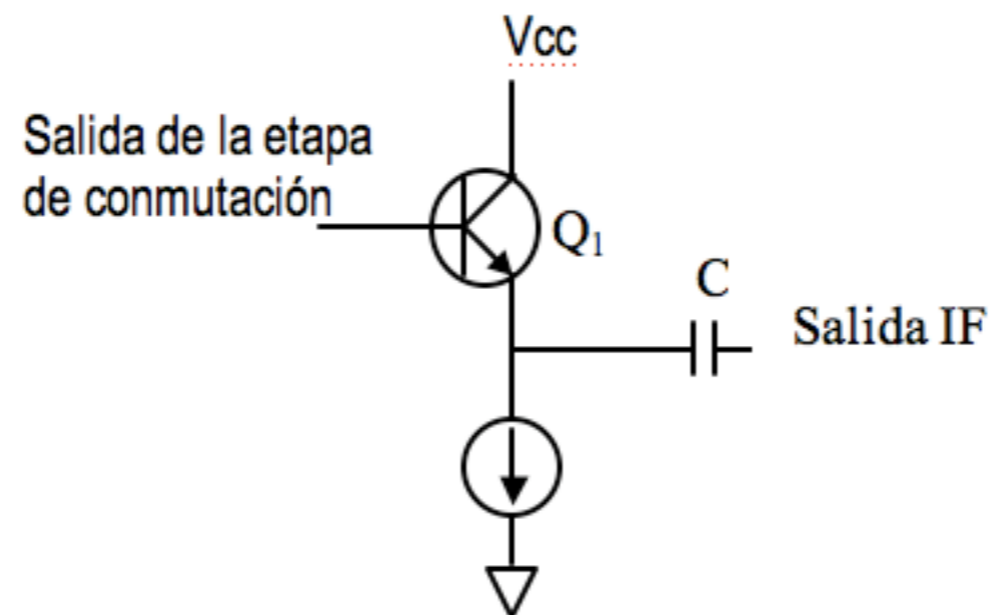 Vcc
Salida de la etapa
de conmutación
Q₁
C
Salida IF